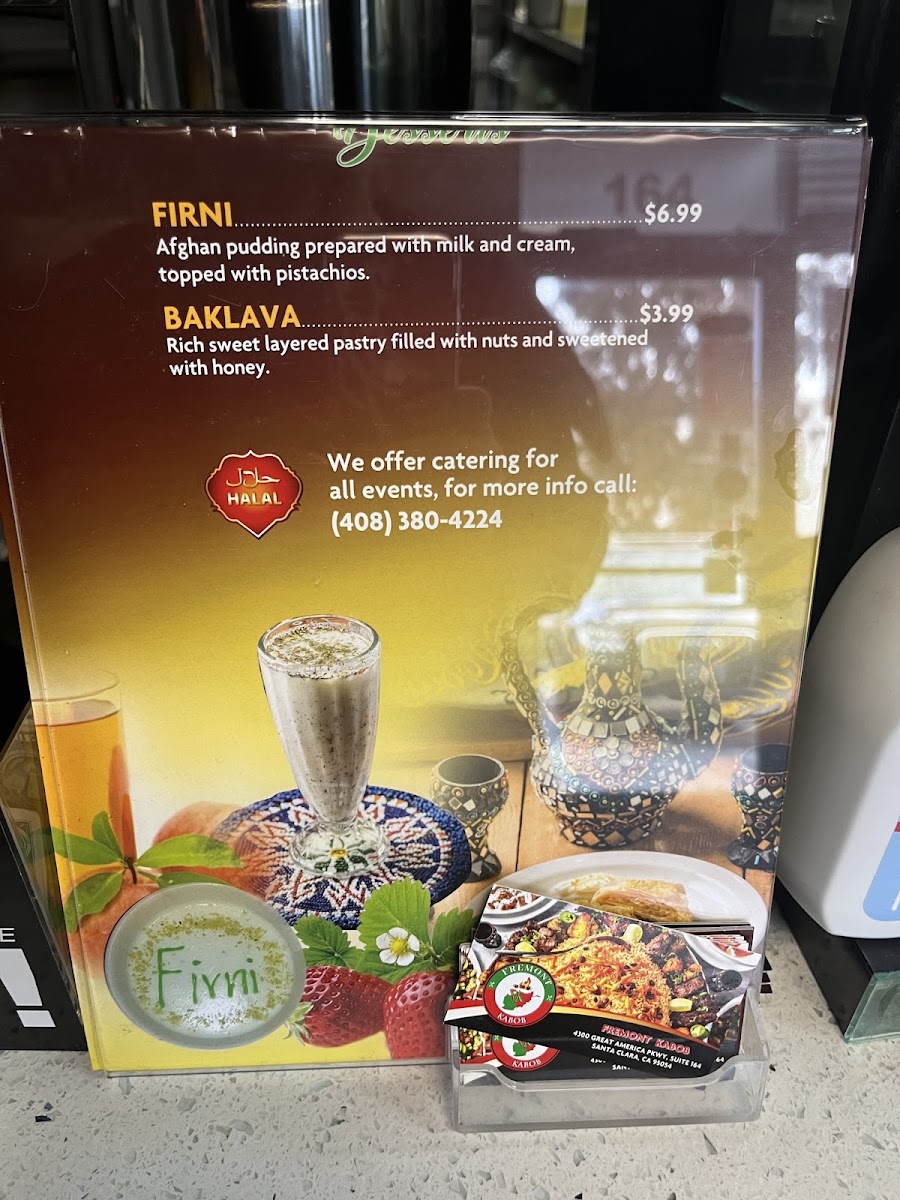 Desserts
164
FIRNI........................................$6.99
Afghan pudding prepared with milk and cream,
topped with pistachios.
BAKLAVA........................................$3.99
Rich sweet layered pastry filled with nuts and sweetened
with honey.
حلال
HALAL
We offer catering for
all events, for more info call:
(408) 380-4224
Firni
E
!
FREMONT
KABOB
FREMONT KABOB
4300 GREAT AMERICA PKWY, SUITE 164
SANTA CLARA, CA 95054
KABOB
64